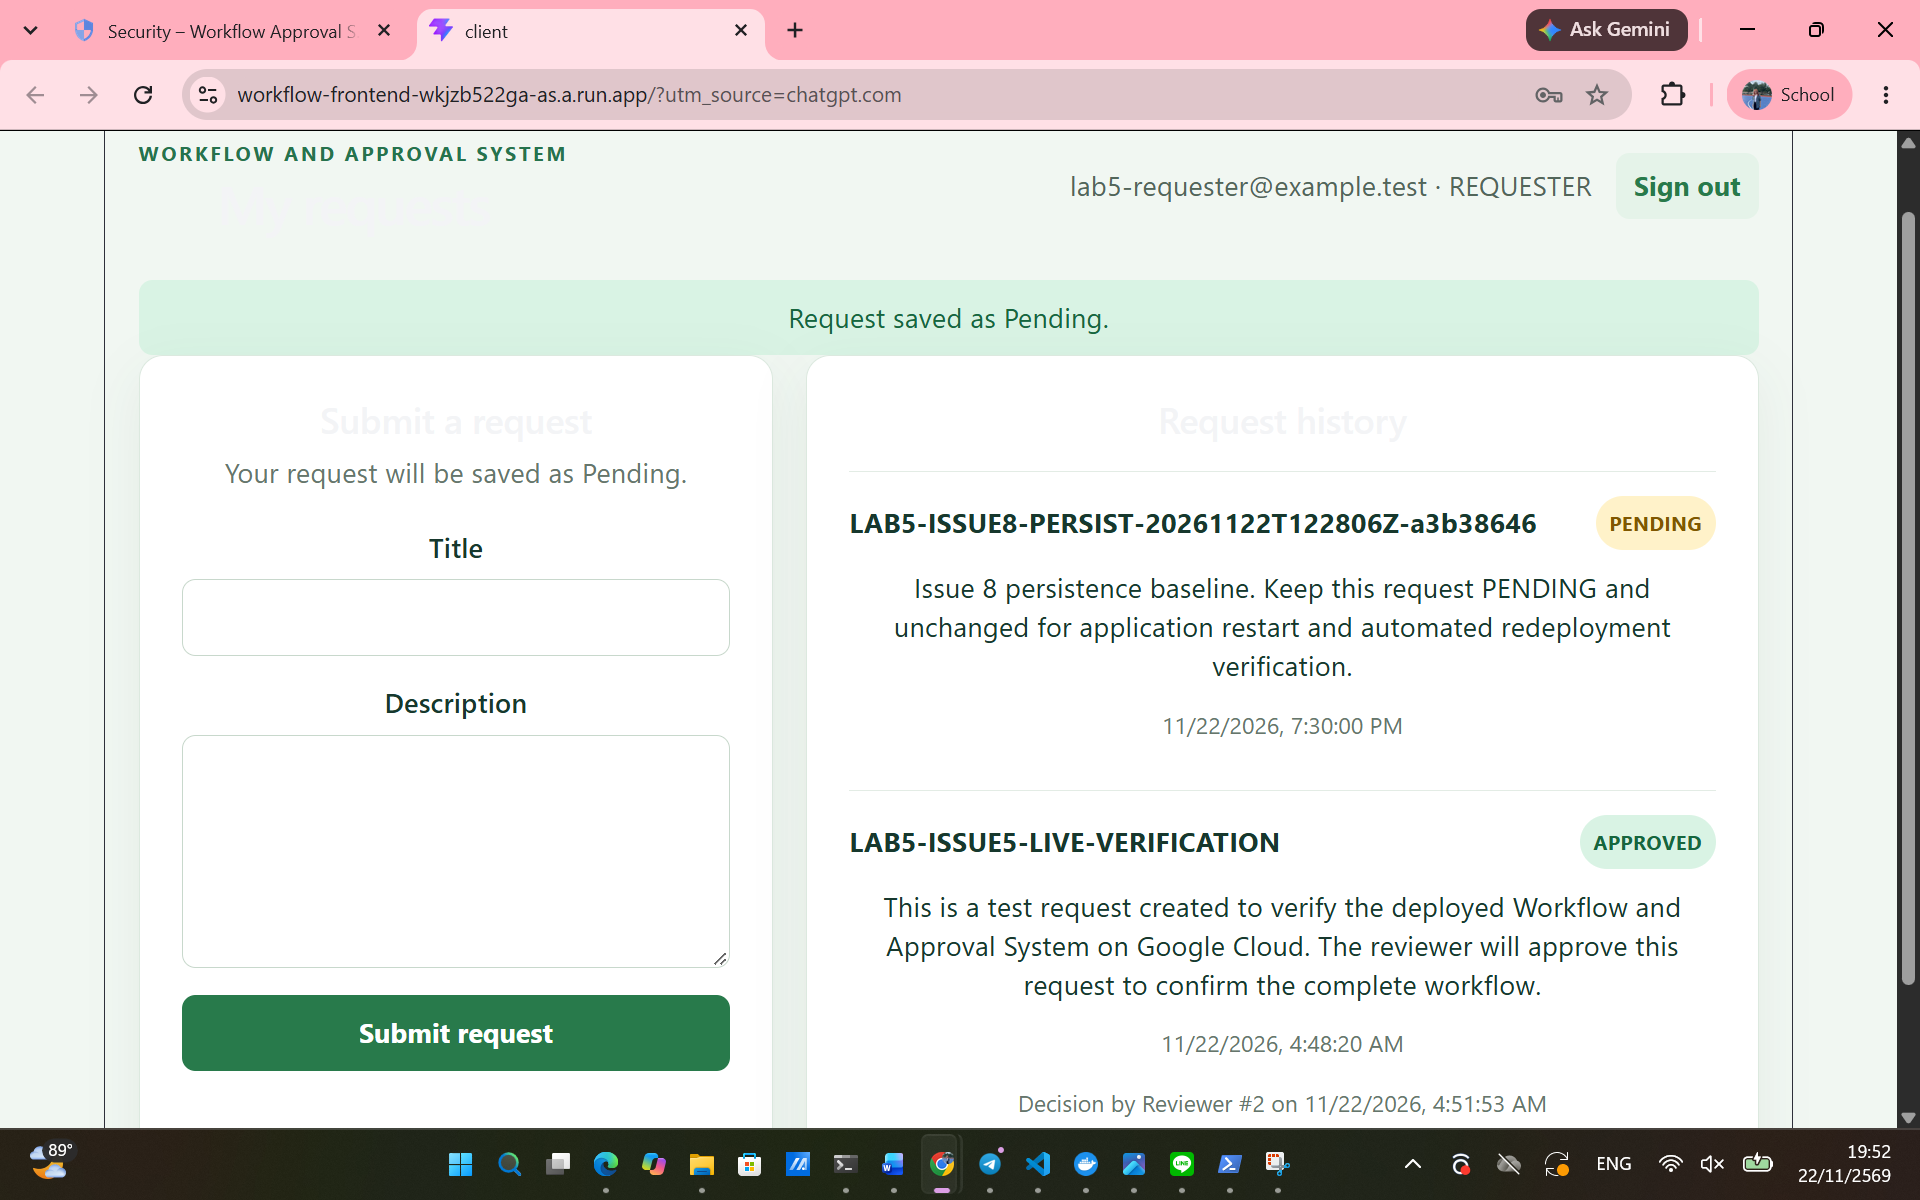 Security – Workflow Approval S
client
Ask Gemini
workflow-frontend-wkjzb522ga-as.a.run.app/?utm_source=chatgpt.com
School
WORKFLOW AND APPROVAL SYSTEM
My requests
lab5-requester@example.test · REQUESTER
Sign out
Request saved as Pending.
Submit a request
Your request will be saved as Pending.
Title
Description
Submit request
Request history
LAB5-ISSUE8-PERSIST-20261122T122806Z-a3b38646
PENDING
Issue 8 persistence baseline. Keep this request PENDING and
unchanged for application restart and automated redeployment
verification.
11/22/2026, 7:30:00 PM
LAB5-ISSUE5-LIVE-VERIFICATION
APPROVED
This is a test request created to verify the deployed Workflow and
Approval System on Google Cloud. The reviewer will approve this
request to confirm the complete workflow.
11/22/2026, 4:48:20 AM
Decision by Reviewer #2 on 11/22/2026, 4:51:53 AM
89°
ENG
19:52
22/11/2569